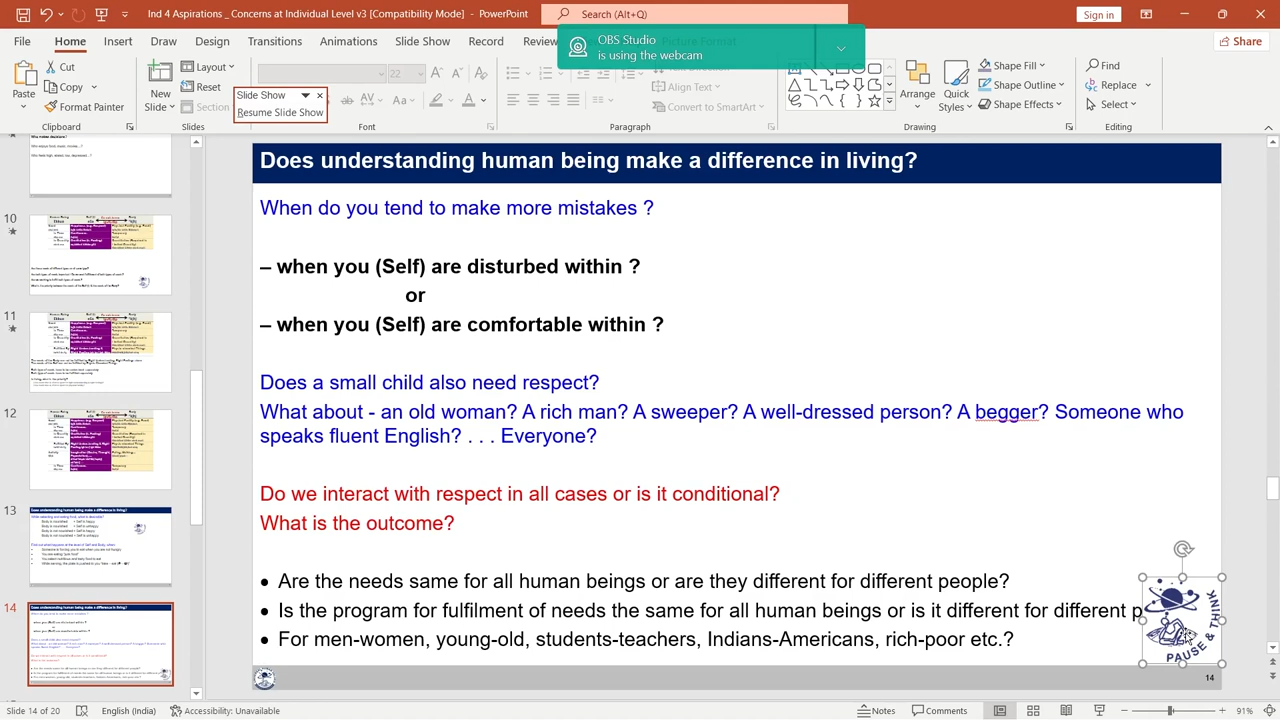 Ind 4 Aspirations _ Concerns at Individual Level v3 [Modified] - PowerPoint
Search (Alt+Q)
Sign in
File
Home
Insert
Draw
Design
Transitions
Animations
Slide Show
Record
OBS Studio
is using the webcam
Share
Paste
Cut
Copy
Format Painter
Clipboard
New
Slide
Layout
Reset
Section
Slides
Slide Show
Resume Slide Show
22
Font
Align Text
Convert to SmartArt
Paragraph
Arrange
Quick
Styles
Shape Fill
Shape Outline
Shape Effects
Drawing
Find
Replace
Select
Editing
10
11
12
13
14
Does understanding human being make a difference in living?
When do you tend to make more mistakes ?
– when you (Self) are disturbed within ?
or
– when you (Self) are comfortable within ?
Does a small child also need respect?
What about - an old woman? A rich man? A sweeper? A well-dressed person? A begger? Someone who
speaks fluent English? . . . Everyone?
Do we interact with respect in all cases or is it conditional?
What is the outcome?
• Are the needs same for all human beings or are they different for different people?
• Is the program for fulfilment of needs the same for all human beings or is it different for different p
• For men-women, young-old, students-teachers, Indians-Americans, rich-poor, etc.?
PAUSE & THINK
14
Slide 14 of 20
English (India)
Accessibility: Unavailable
Notes
Comments
91%